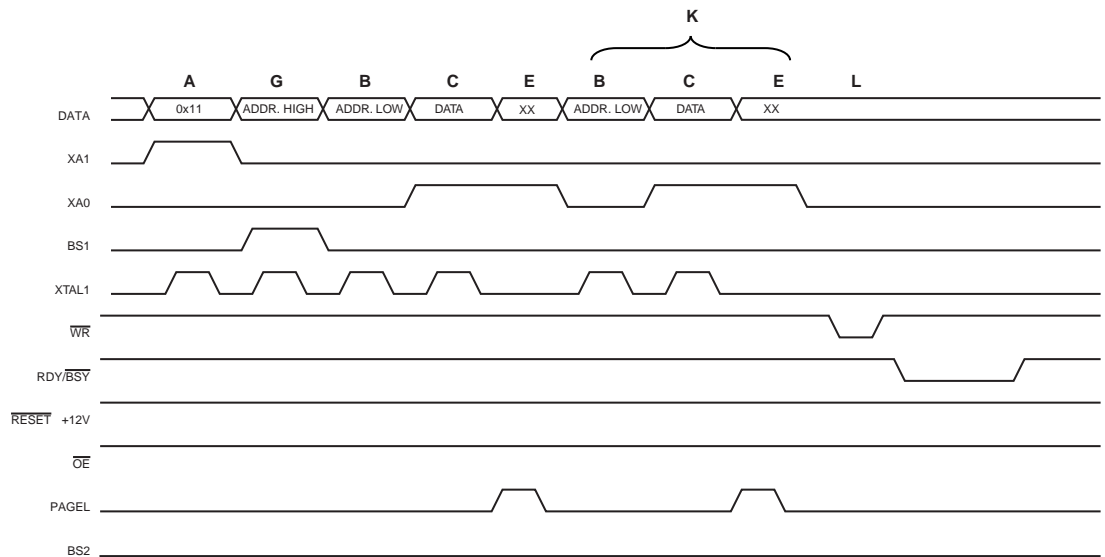 K
A G B C E B C E L
DATA 0x11 ADDR. HIGH ADDR. LOW DATA XX ADDR. LOW DATA XX
XA1
XA0
BS1
XTAL1
WR
RDY/BSY
RESET +12V
OE
PAGEL
BS2